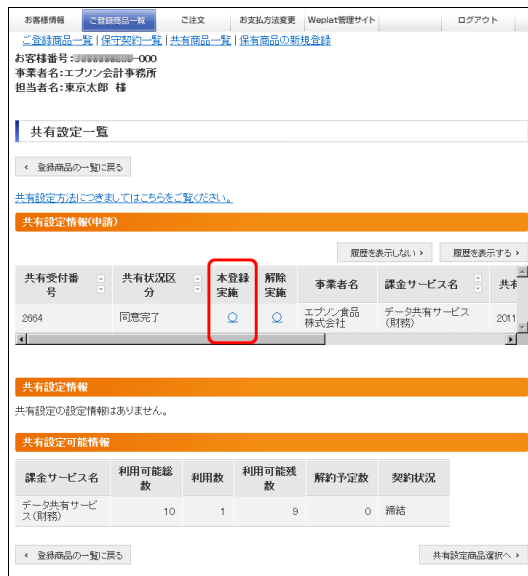 お客様情報 ご登録商品一覧 ご注文 お支払方法変更 Weplat管理サイト ログアウト
ご登録商品一覧 | 保守契約一覧 | 共有商品一覧 | 保有商品の新規登録
お客様番号: -000
事業者名:エプソン会計事務所
担当者名:東京太郎 様
共有設定一覧
‹ 登録商品の一覧に戻る
共有設定方法につきましてはこちらをご覧ください。
共有設定情報(申請)
履歴を表示しない › 履歴を表示する ›
共有受付番号 共有状況区分 本登録実施 解除実施 事業者名 課金サービス名 共有
2664 同意完了 ○ ○ エプソン食品株式会社 データ共有サービス(財務) 2011
共有設定情報
共有設定の設定情報はありません。
共有設定可能情報
課金サービス名 利用可能総数 利用数 利用可能残数 解約予定数 契約状況
データ共有サービス(財務) 10 1 9 0 締結
‹ 登録商品の一覧に戻る 共有設定商品選択へ ›